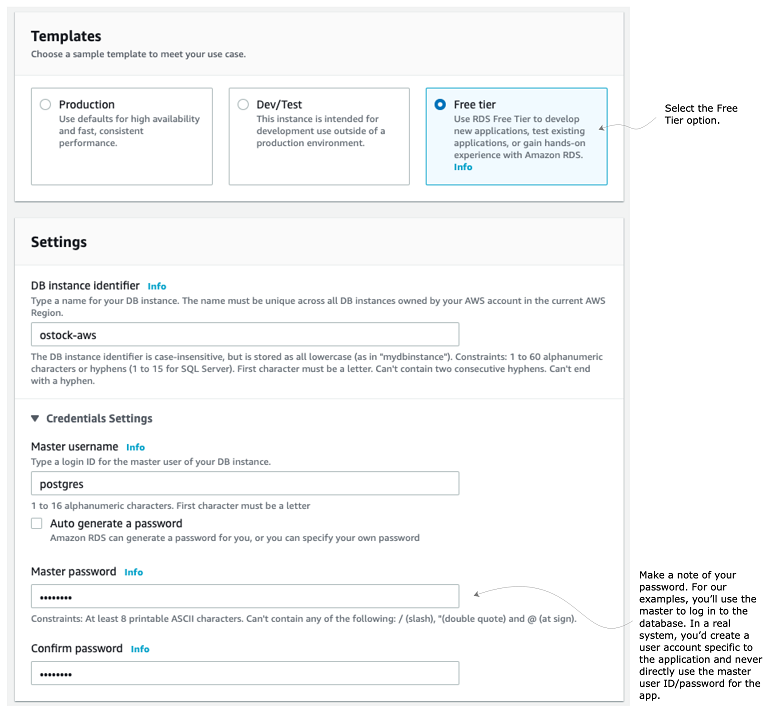 Templates
Choose a sample template to meet your use case.
Production
Use defaults for high availability
and fast, consistent
performance.
Dev/Test
This instance is intended for
development use outside of a
production environment.
Free tier
Use RDS Free Tier to develop
new applications, test existing
applications, or gain hands-on
experience with Amazon RDS.
Info
Select the Free
Tier option.
Settings
DB instance identifier Info
Type a name for your DB instance. The name must be unique across all DB instances owned by your AWS account in the current AWS
Region.
ostock-aws
The DB instance identifier is case-insensitive, but is stored as all lowercase (as in "mydbinstance"). Constraints: 1 to 60 alphanumeric
characters or hyphens (1 to 15 for SQL Server). First character must be a letter. Can't contain two consecutive hyphens. Can't end
with a hyphen.
Credentials Settings
Master username Info
Type a login ID for the master user of your DB instance.
postgres
1 to 16 alphanumeric characters. First character must be a letter
Auto generate a password
Amazon RDS can generate a password for you, or you can specify your own password
Master password Info
••••••••
Constraints: At least 8 printable ASCII characters. Can't contain any of the following: / (slash), "(double quote) and @ (at sign).
Confirm password Info
••••••••
Make a note of your
password. For our
examples, you’ll use the
master to log in to the
database. In a real
system, you’d create a
user account specific to
the application and never
directly use the master
user ID/password for the
app.